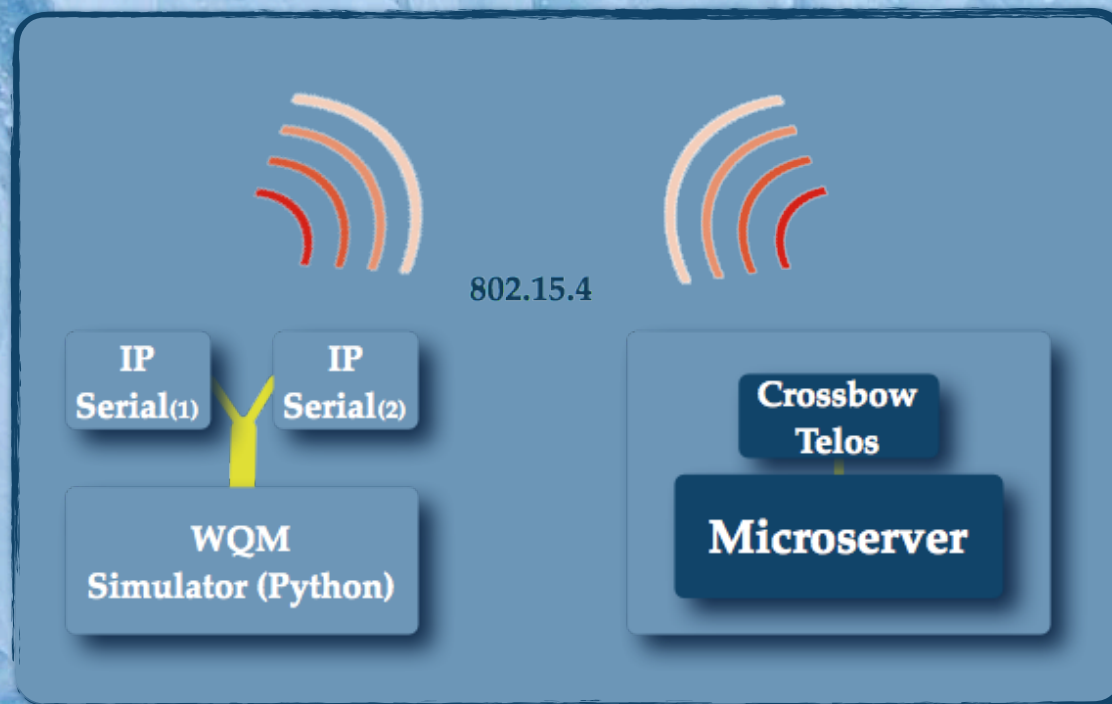 802.15.4
IP
Serial(1)
IP
Serial(2)
WQM
Simulator (Python)
Crossbow
Telos
Microserver